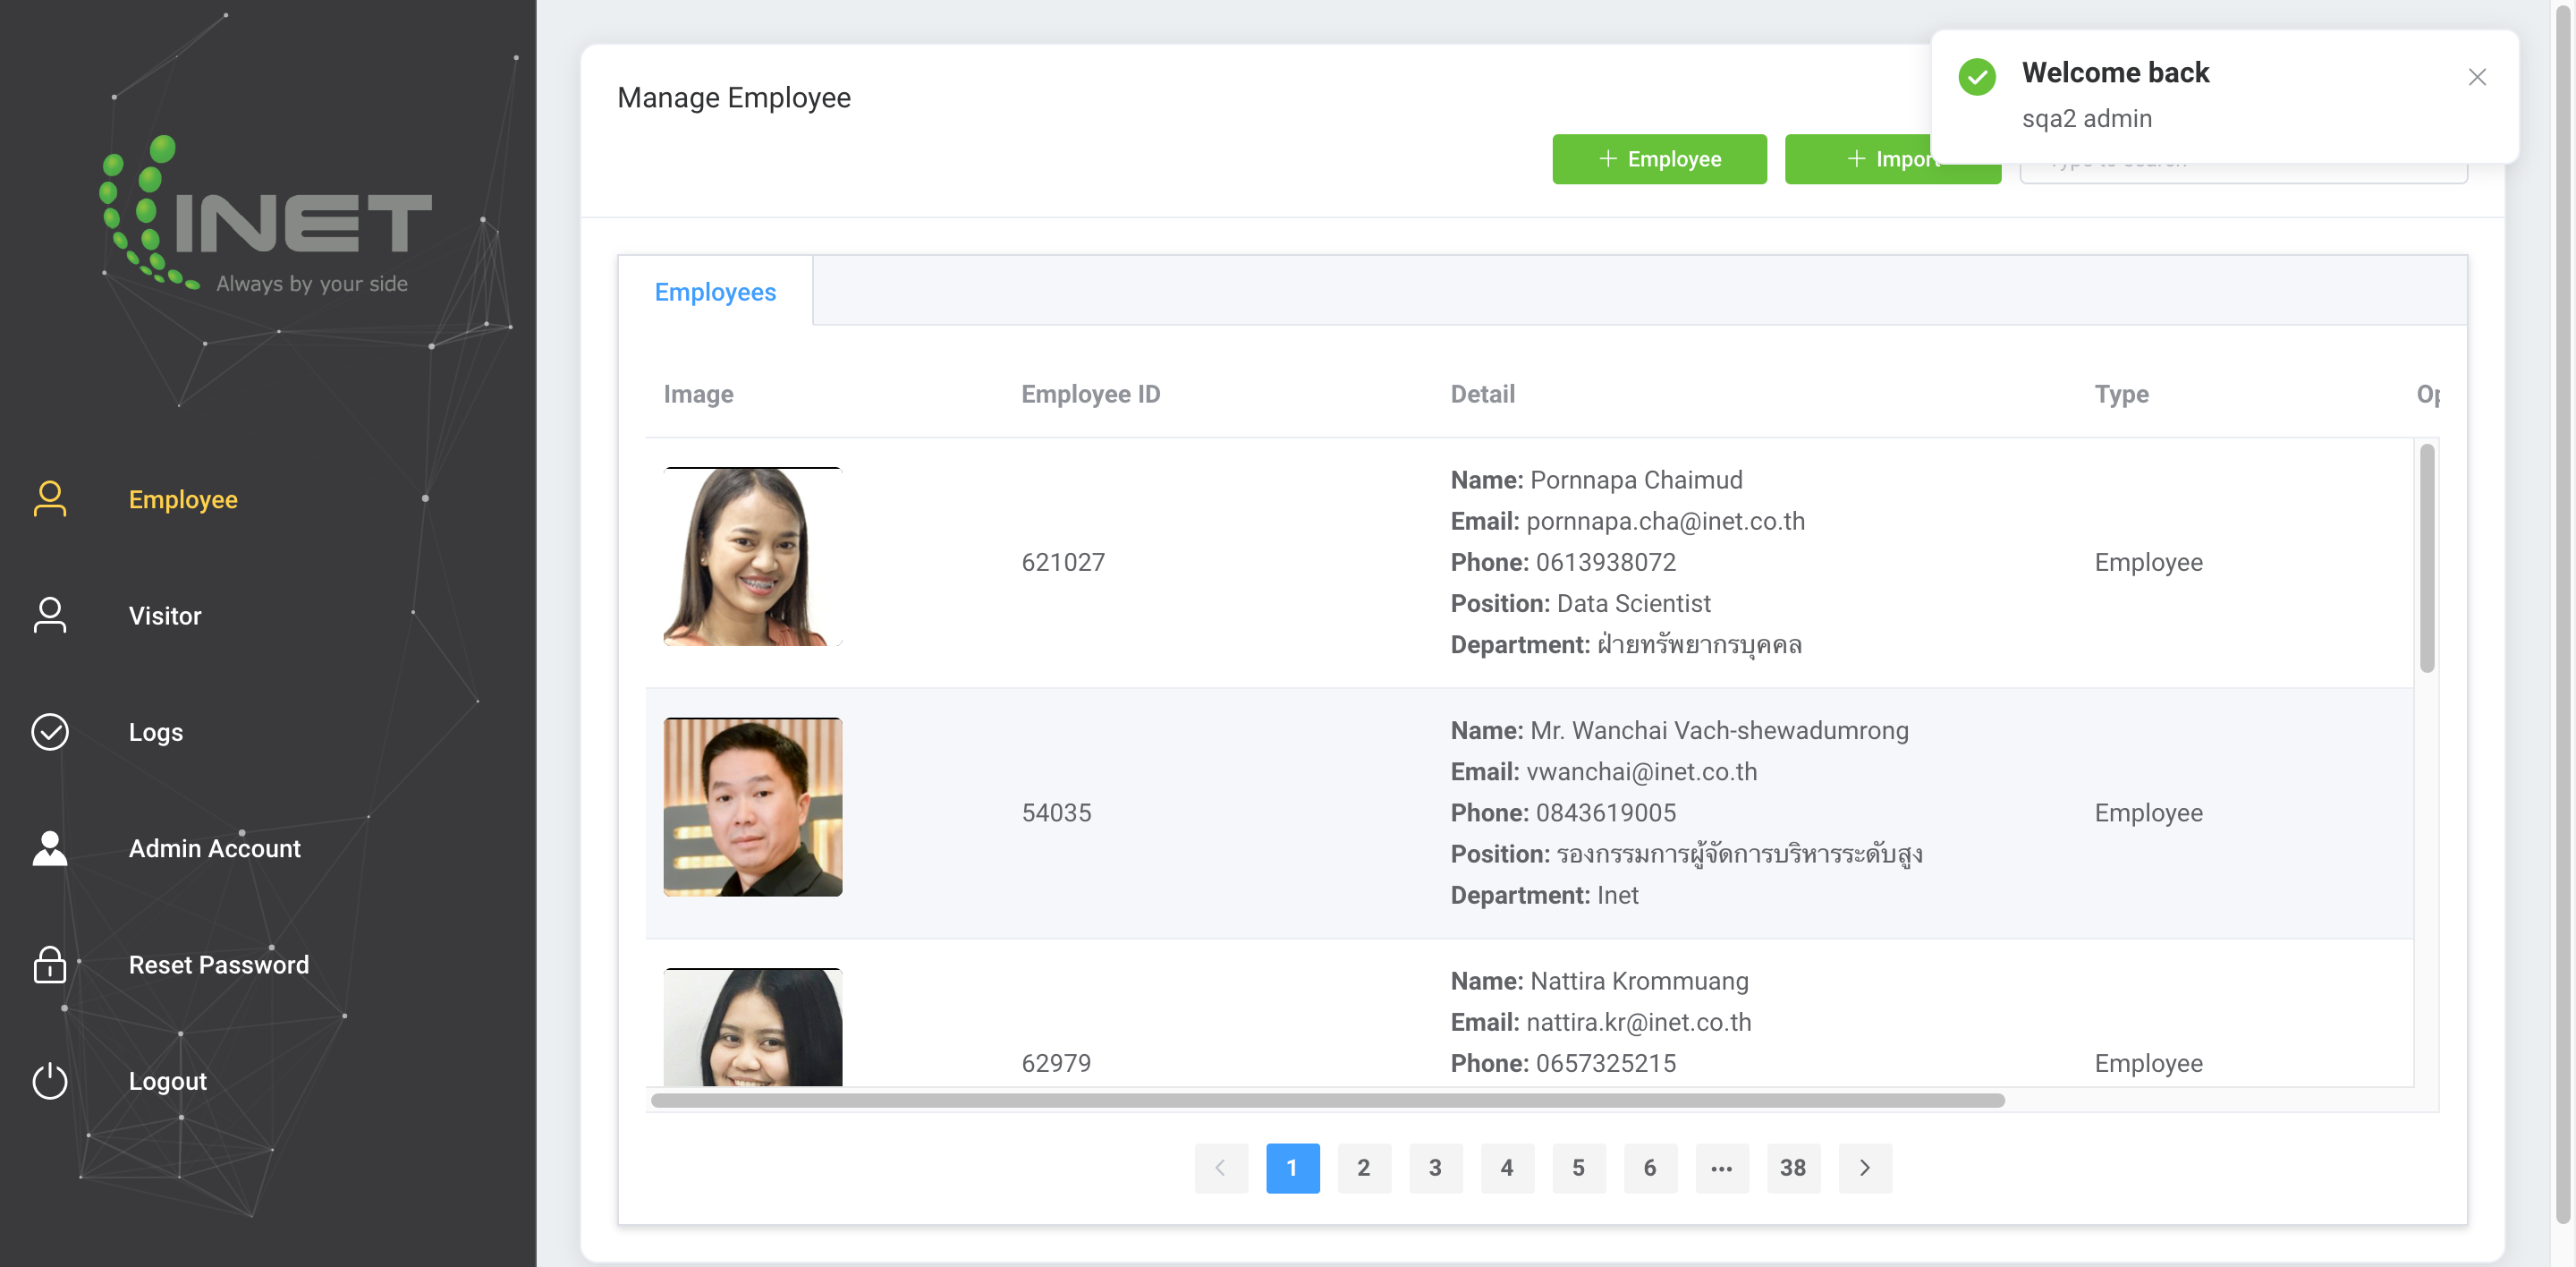 INET
Always by your side
Employee
Visitor
Logs
Admin Account
Reset Password
Logout
Manage Employee
Welcome back
sqa2 admin
+ Employee
+ Import
Type to search
Employees
Image Employee ID Detail Type
Name: Pornnapa Chaimud
Email: pornnapa.cha@inet.co.th
621027
Phone: 0613938072
Employee
Position: Data Scientist
Department: ฝ่ายทรัพยากรบุคคล
Name: Mr. Wanchai Vach-shewadumrong
Email: vwanchai@inet.co.th
54035
Phone: 0843619005
Employee
Position: รองกรรมการผู้จัดการบริหารระดับสูง
Department: Inet
Name: Nattira Krommuang
Email: nattira.kr@inet.co.th
62979
Phone: 0657325215
Employee
1 2 3 4 5 6 ... 38